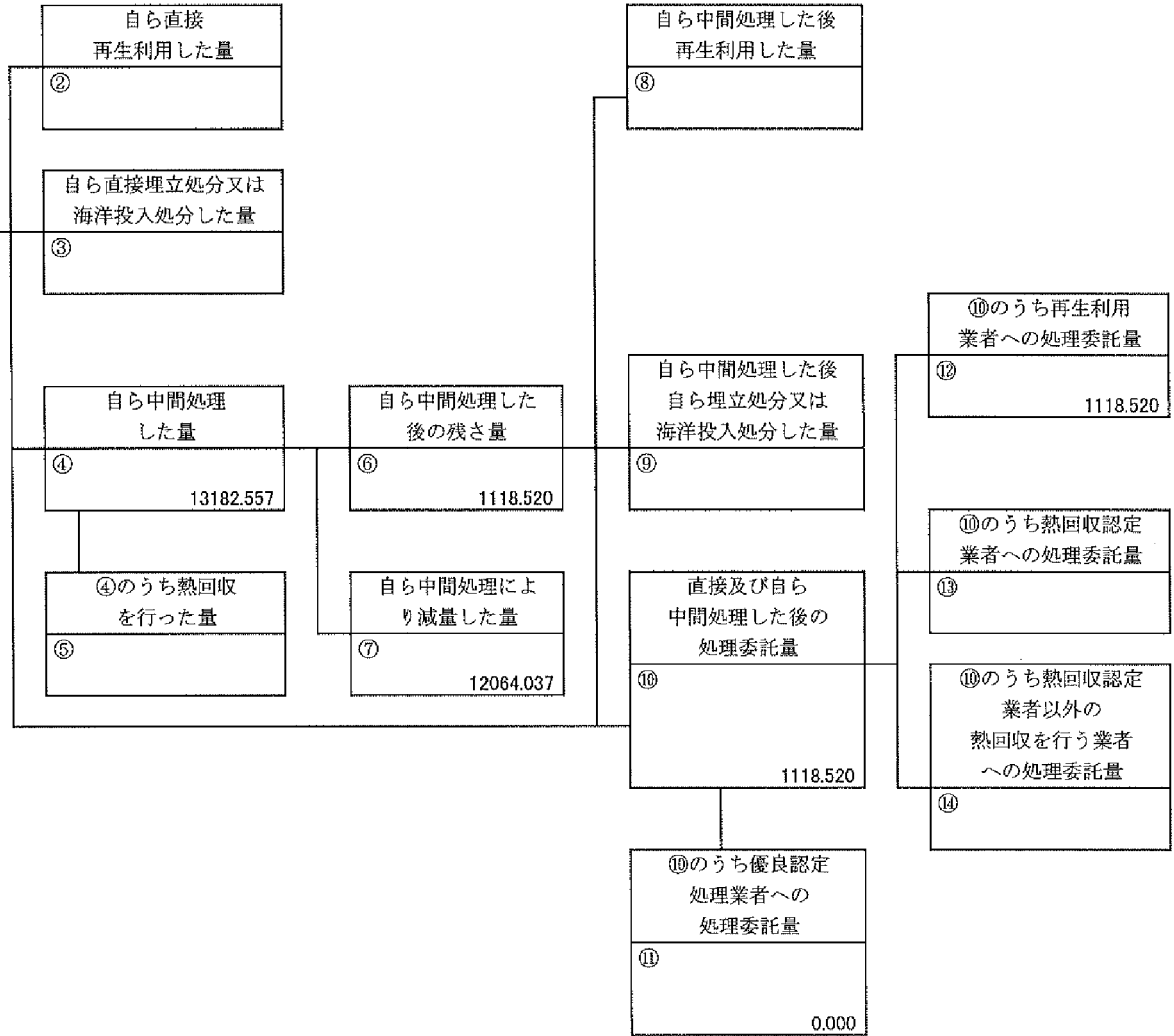 自ら直接
再生利用した量
②
自ら中間処理した後
再生利用した量
⑧
自ら直接埋立処分又は
海洋投入処分した量
③
⑩のうち再生利用
業者への処理委託量
⑫
1118.520
自ら中間処理
した量
④
13182.557
自ら中間処理した
後の残さ量
⑥
1118.520
自ら中間処理した後
自ら埋立処分又は
海洋投入処分した量
⑨
⑩のうち熱回収認定
業者への処理委託量
⑬
④のうち熱回収
を行った量
⑤
自ら中間処理によ
り減量した量
⑦
12064.037
直接及び自ら
中間処理した後の
処理委託量
⑩
1118.520
⑩のうち熱回収認定
業者以外の
熱回収を行う業者
への処理委託量
⑭
⑩のうち優良認定
処理業者への
処理委託量
⑪
0.000